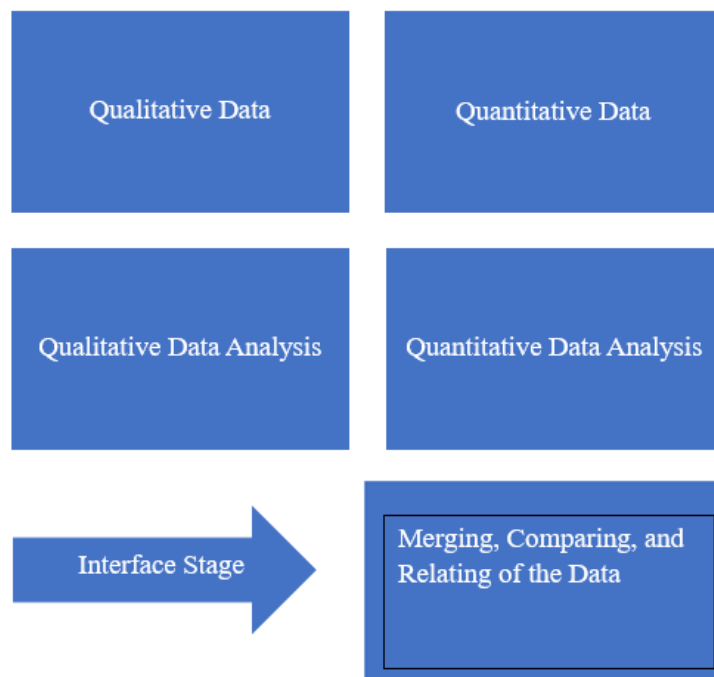 Qualitative Data
Quantitative Data
Qualitative Data Analysis
Quantitative Data Analysis
Interface Stage
Merging, Comparing, and
Relating of the Data